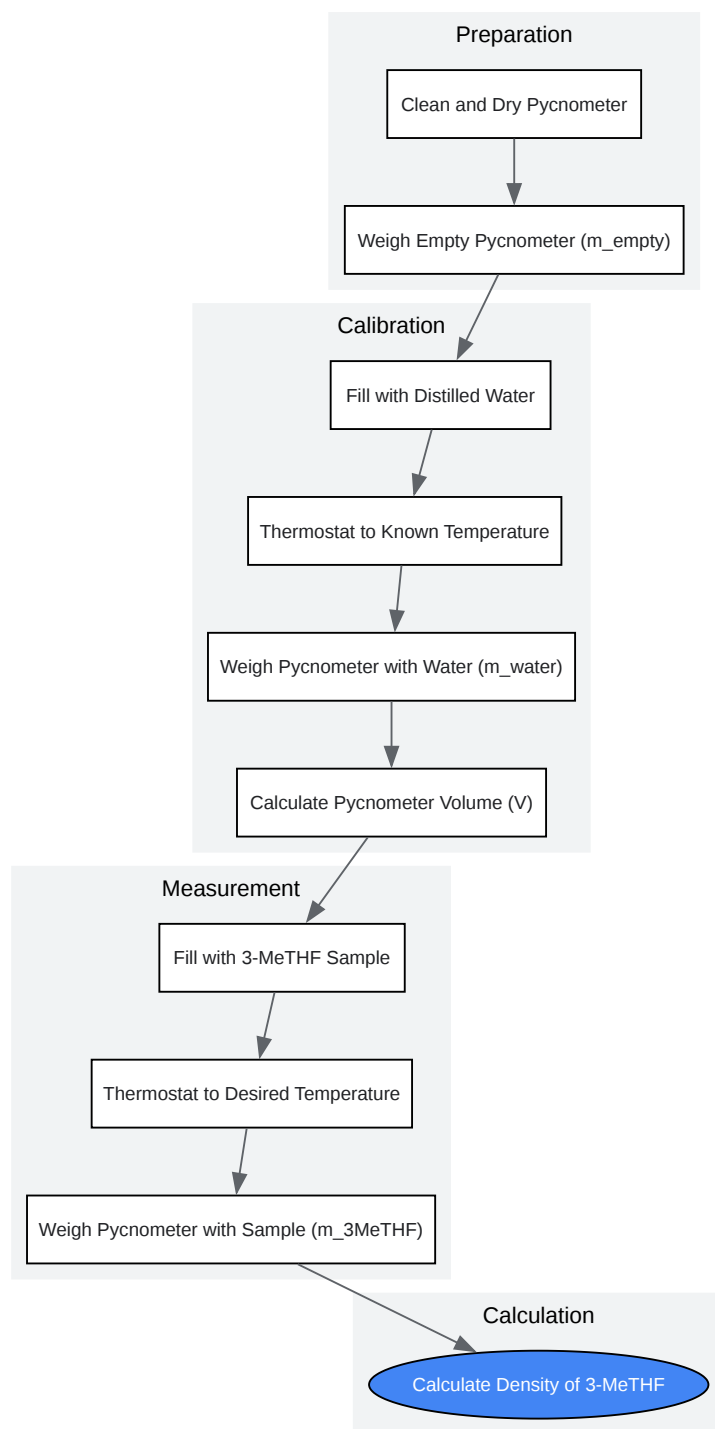 Preparation
Clean and Dry Pycnometer
Weigh Empty Pycnometer (m_empty)
Calibration
Fill with Distilled Water
Thermostat to Known Temperature
Weigh Pycnometer with Water (m_water)
Calculate Pycnometer Volume (V)
Measurement
Fill with 3-MeTHF Sample
Thermostat to Desired Temperature
Weigh Pycnometer with Sample (m_3MeTHF)
Calculation
Calculate Density of 3-MeTHF